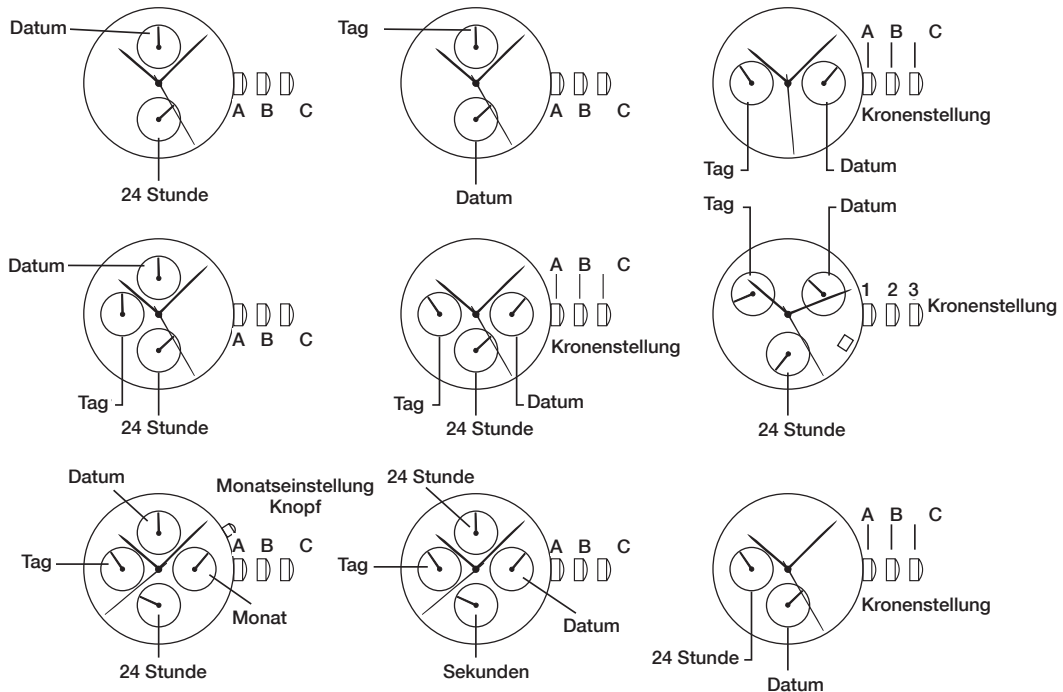 Datum
A B C
24 Stunde
Tag
A B C
Datum
A B C
Kronenstellung
Tag
Datum
Datum
A B C
Tag
24 Stunde
A B C
Kronenstellung
Tag
Datum
24 Stunde
Tag
Datum
1 2 3
Kronenstellung
24 Stunde
Datum
Monatseinstellung
Knopf
A B C
Tag
Monat
24 Stunde
24 Stunde
A B C
Tag
Datum
Sekunden
A B C
Kronenstellung
24 Stunde
Datum